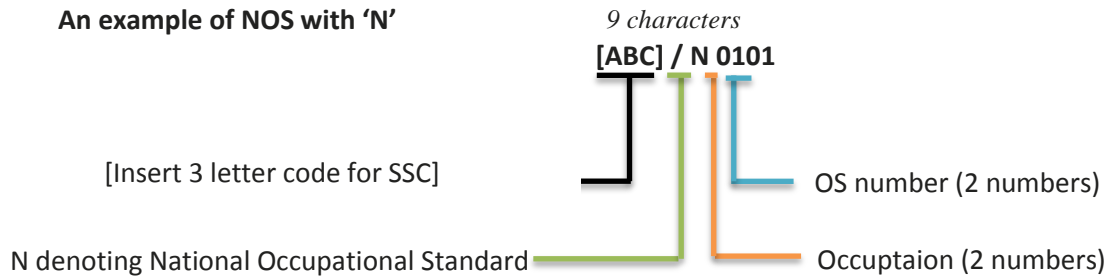 An example of NOS with ‘N’
9 characters
[ABC] / N 0101
[Insert 3 letter code for SSC]
OS number (2 numbers)
N denoting National Occupational Standard
Occuptaion (2 numbers)